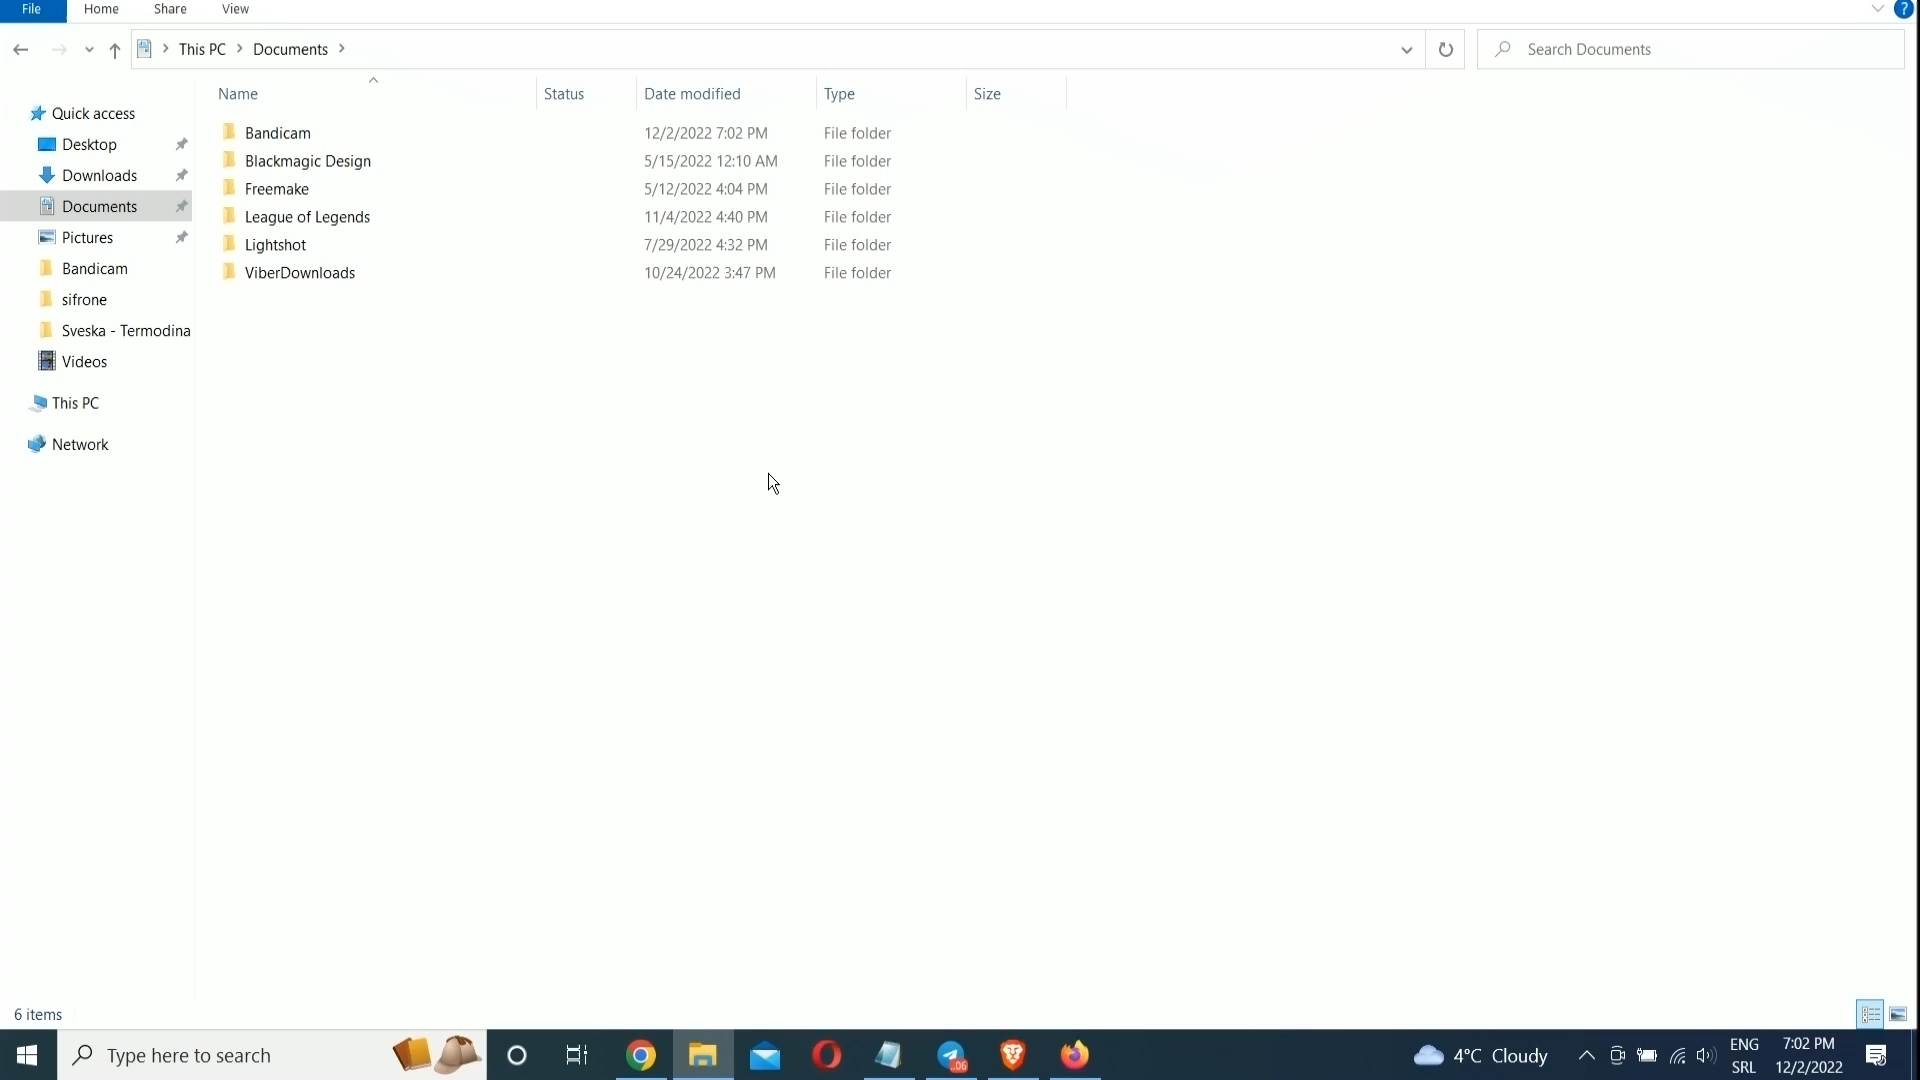 File Home Share View
This PC Documents
Search Documents
Name Status Date modified Type Size
Quick access
Desktop
Downloads
Documents
Pictures
Bandicam
sifrone
Sveska - Termodina
Videos
This PC
Network
Bandicam 12/2/2022 7:02 PM File folder
Blackmagic Design 5/15/2022 12:10 AM File folder
Freemake 5/12/2022 4:04 PM File folder
League of Legends 11/4/2022 4:40 PM File folder
Lightshot 7/29/2022 4:32 PM File folder
ViberDownloads 10/24/2022 3:47 PM File folder
6 items
Type here to search
..06
4°C Cloudy
ENG
SRL
7:02 PM
12/2/2022